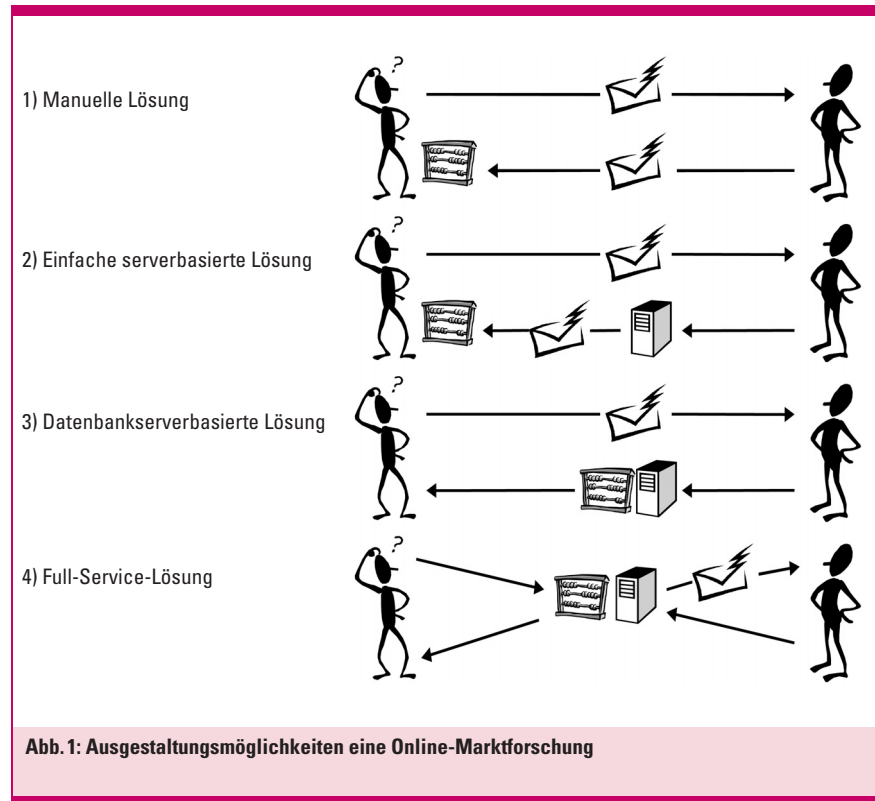 ?
1) Manuelle Lösung
?
2) Einfache serverbasierte Lösung
?
3) Datenbankserverbasierte Lösung
?
4) Full-Service-Lösung
Abb. 1: Ausgestaltungsmöglichkeiten eine Online-Marktforschung